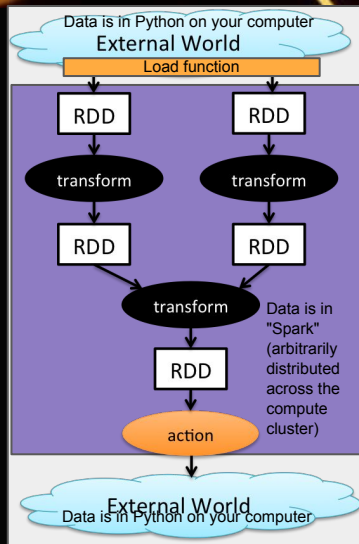 Data is in Python on your computer
External World
Load function
RDD
RDD
transform
transform
RDD
RDD
transform
Data is in
"Spark"
(arbitrarily
distributed
across the
compute
cluster)
RDD
action
External World
Data is in Python on your computer